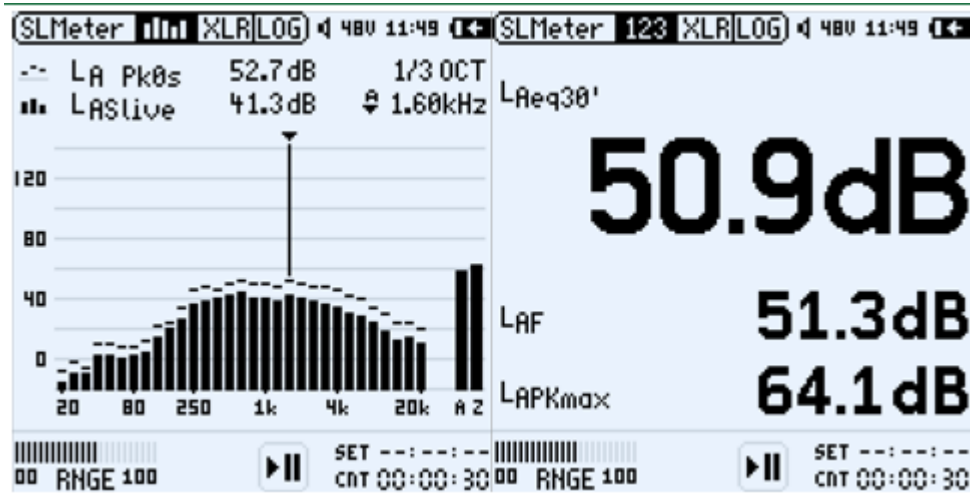 SLMeter XLR LOG 48V 11:49
LA Pk0s 52.7dB 1/3 OCT
LASlive 41.3dB A 1.60kHz
120
80
40
0
20 80 250 1k 4k 20k A Z
SET --:--:--
00 RNGE 100 CNT 00:00:30
SLMeter 123 XLR LOG 48V 11:49
LAeq30'
50.9dB
LAF 51.3dB
LAPKmax 64.1dB
SET --:--:--
00 RNGE 100 CNT 00:00:30